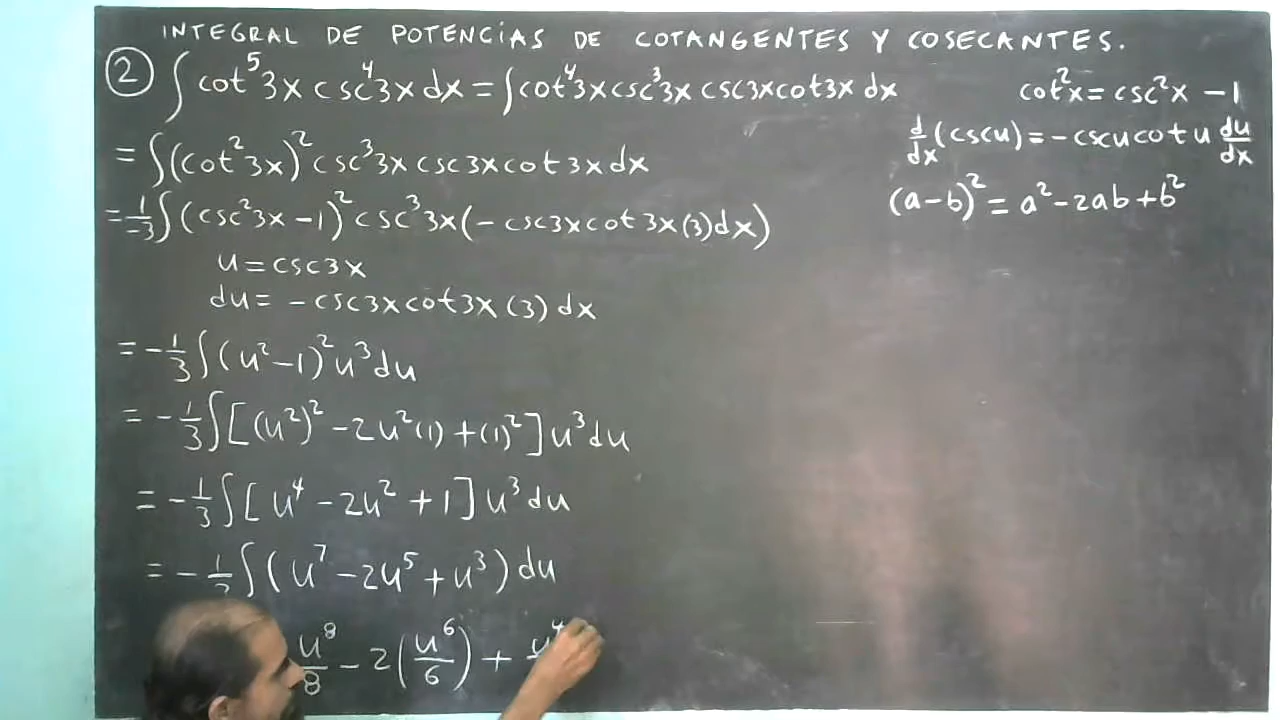 INTEGRAL DE POTENCIAS DE COTANGENTES Y COSECANTES.
② ∫ cot⁵3x csc⁴3x dx = ∫cot⁴3x csc³3x csc3x cot3x dx
= ∫(cot²3x)² csc³3x csc3x cot3x dx
= 1/-3 ∫(csc²3x - 1)² csc³3x (- csc3x cot3x (3)dx)
u = csc3x
du = - csc3x cot3x (3) dx
= -1/3 ∫(u² - 1)² u³ du
= -1/3 ∫[(u²)² - 2u²(1) + (1)²] u³ du
= -1/3 ∫[u⁴ - 2u² + 1] u³ du
= -1/3 ∫(u⁷ - 2u⁵ + u³) du
u⁸/8 - 2(u⁶/6) + u⁴
cot²x = csc²x - 1
d/dx (csc u) = - csc u cot u du/dx
(a - b)² = a² - 2ab + b²